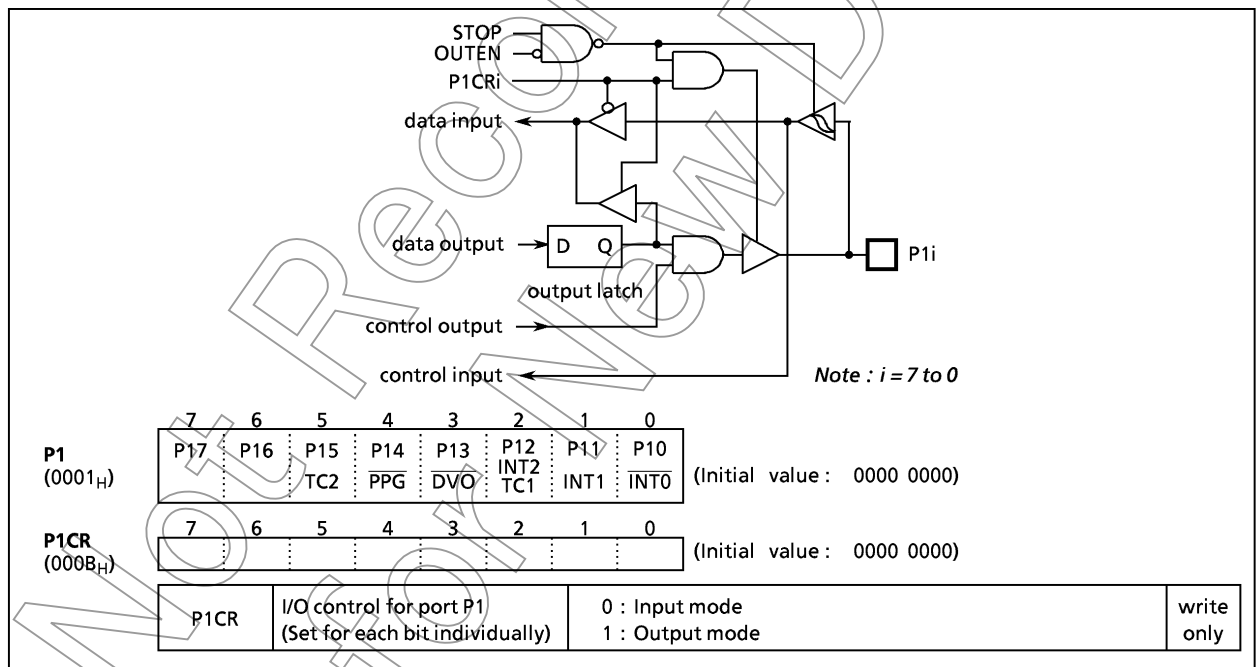 STOP
OUTEN
P1CRi
data input
data output
D Q
P1i
output latch
control output
control input
Note : i = 7 to 0
7 6 5 4 3 2 1 0
P1
(0001H)
P17 P16 P15 P14 P13 P12 P11 P10
TC2 PPG DVO INT2 TC1 INT1 INT0
(Initial value : 0000 0000)
7 6 5 4 3 2 1 0
P1CR
(000BH)
(Initial value : 0000 0000)
P1CR
I/O control for port P1
(Set for each bit individually)
0 : Input mode
1 : Output mode
write
only
Not Recom
for New D